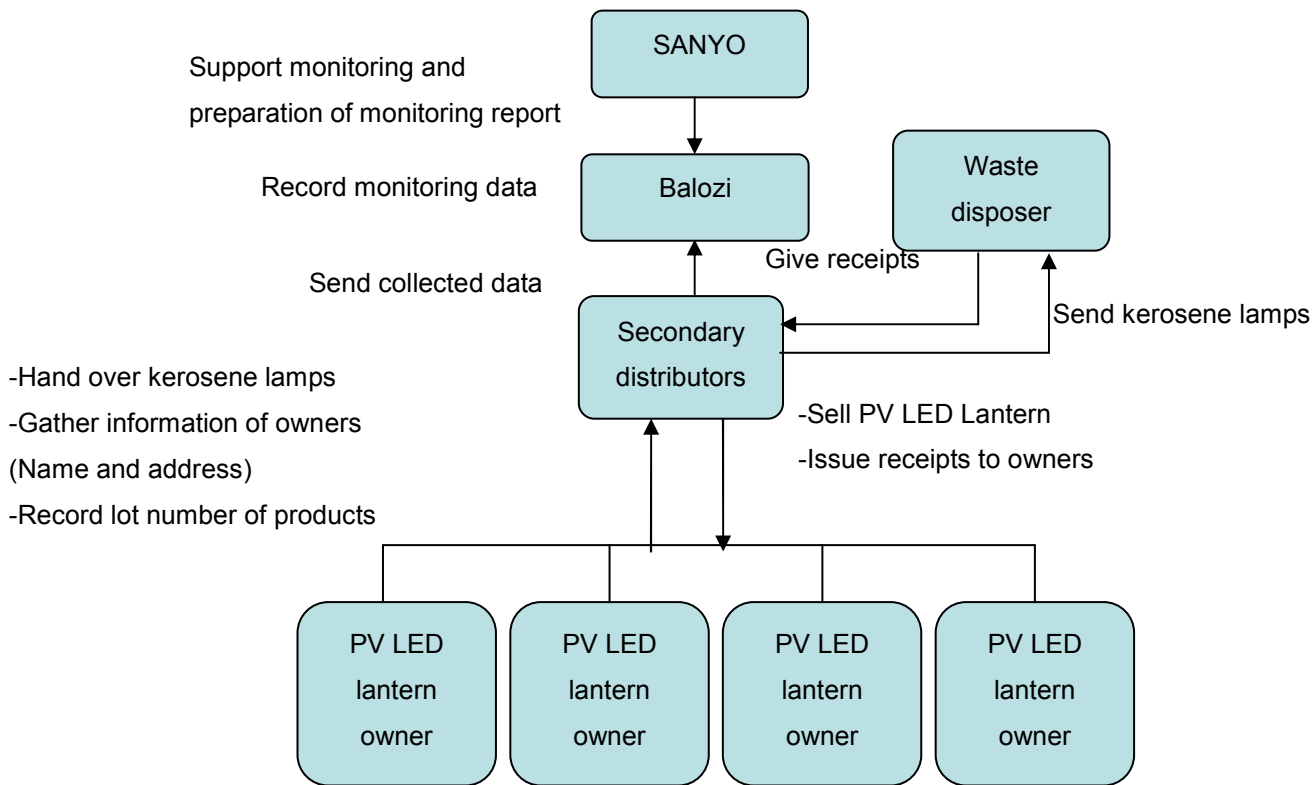 SANYO
Support monitoring and
preparation of monitoring report
Waste
disposer
Balozi
Record monitoring data
Give receipts
Send collected data
Send kerosene lamps
Secondary
distributors
-Hand over kerosene lamps
-Gather information of owners
(Name and address)
-Record lot number of products
-Sell PV LED Lantern
-Issue receipts to owners
PV LED
lantern
owner
PV LED
lantern
owner
PV LED
lantern
owner
PV LED
lantern
owner